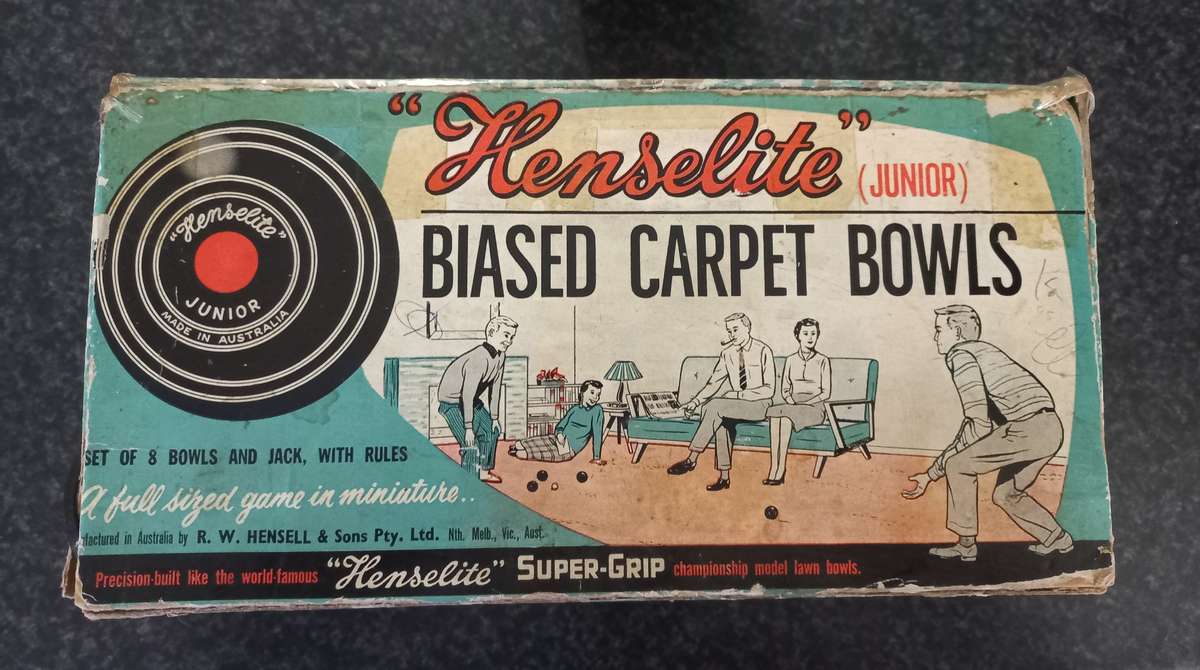 "Henselite" (JUNIOR)
BIASED CARPET BOWLS
"Henselite"
JUNIOR
MADE IN AUSTRALIA
SET OF 8 BOWLS AND JACK, WITH RULES
A full sized game in miniature..
factured in Australia by R. W. HENSELL & Sons Pty. Ltd. Nth. Melb., Vic., Aust.
Precision-built like the world-famous "Henselite" SUPER-GRIP championship model lawn bowls.